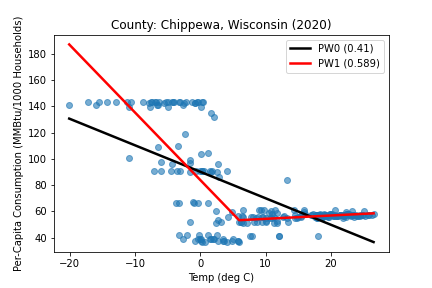 County: Chippewa, Wisconsin (2020)
PW0 (0.41)
PW1 (0.589)
Per-Capita Consumption (MMBtu/1000 Households)
180
160
140
120
100
80
60
40
−20 −10 0 10 20
Temp (deg C)